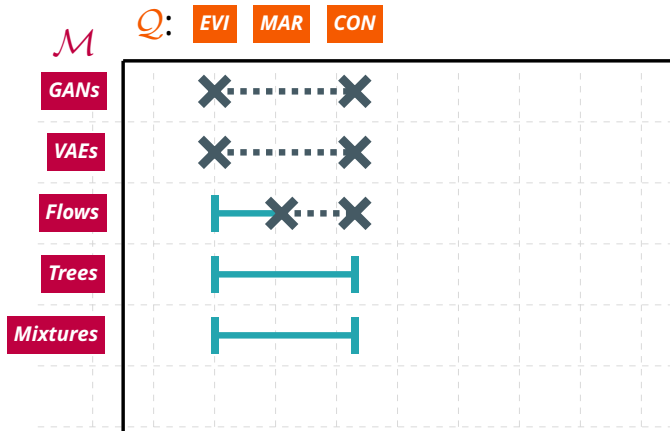 𝒬: EVI MAR CON
ℳ
GANs
VAEs
Flows
Trees
Mixtures